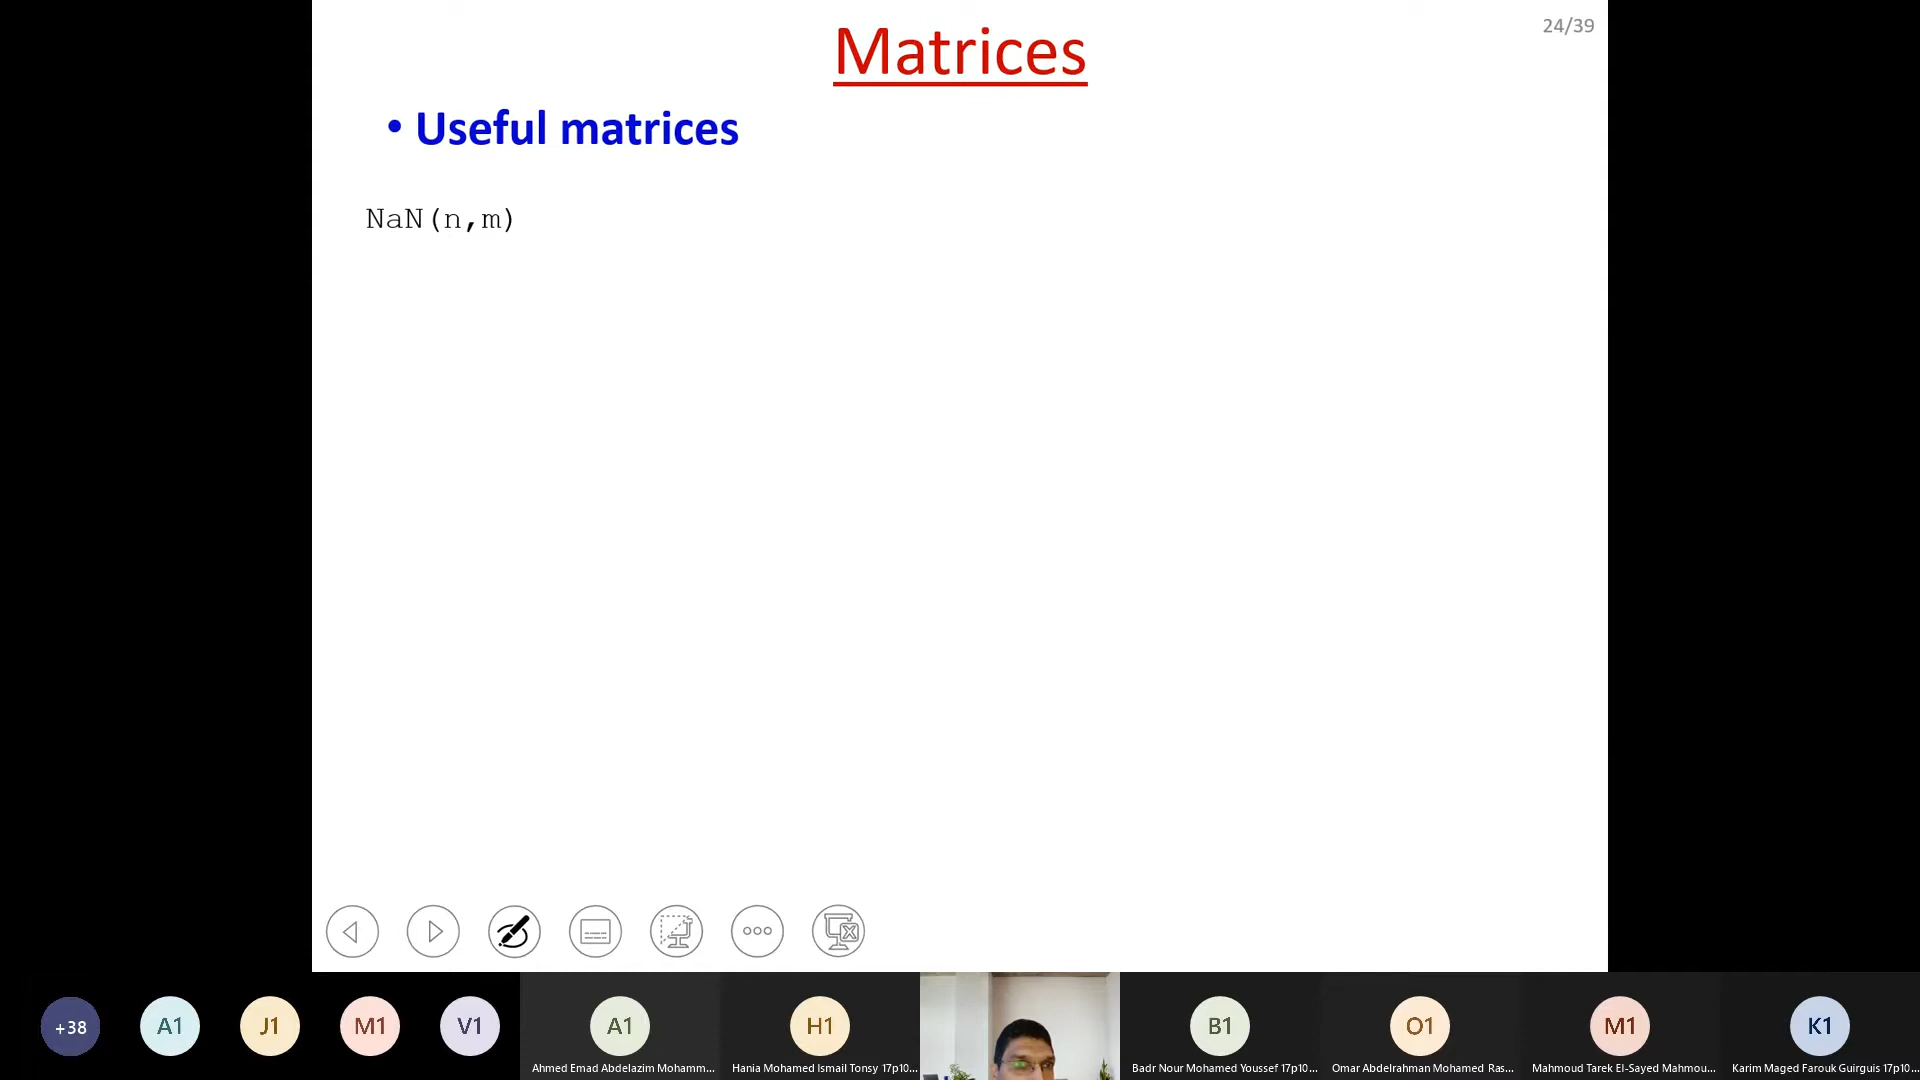 24/39
Matrices
• Useful matrices
NaN(n,m)
+38
A1
J1
M1
V1
A1
H1
B1
O1
M1
K1
Ahmed Emad Abdelazim Mohamm...
Hania Mohamed Ismail Tonsy 17p10...
Badr Nour Mohamed Youssef 17p10...
Omar Abdelrahman Mohamed Ras...
Mahmoud Tarek El-Sayed Mahmou...
Karim Maged Farouk Guirguis 17p10...